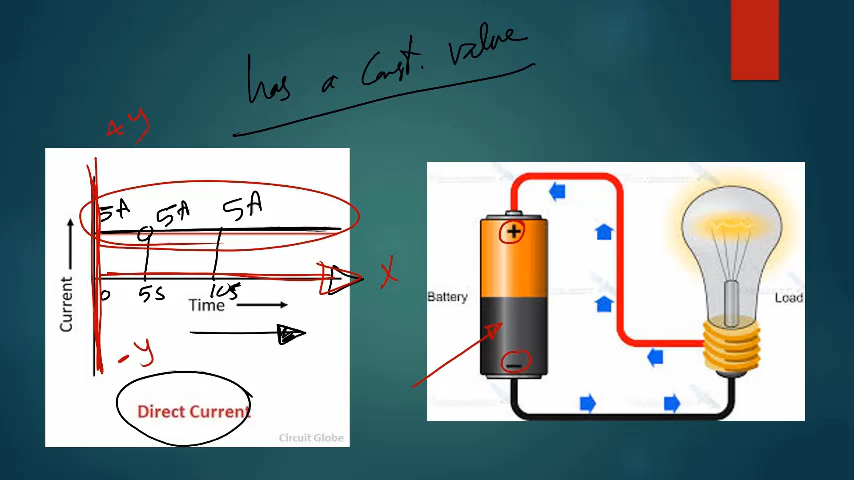 has a const. value
+y
5A 5A 5A
Current
0 5s 10s
X
Time
-y
Direct Current
Circuit Globe
+
Battery
Load
-